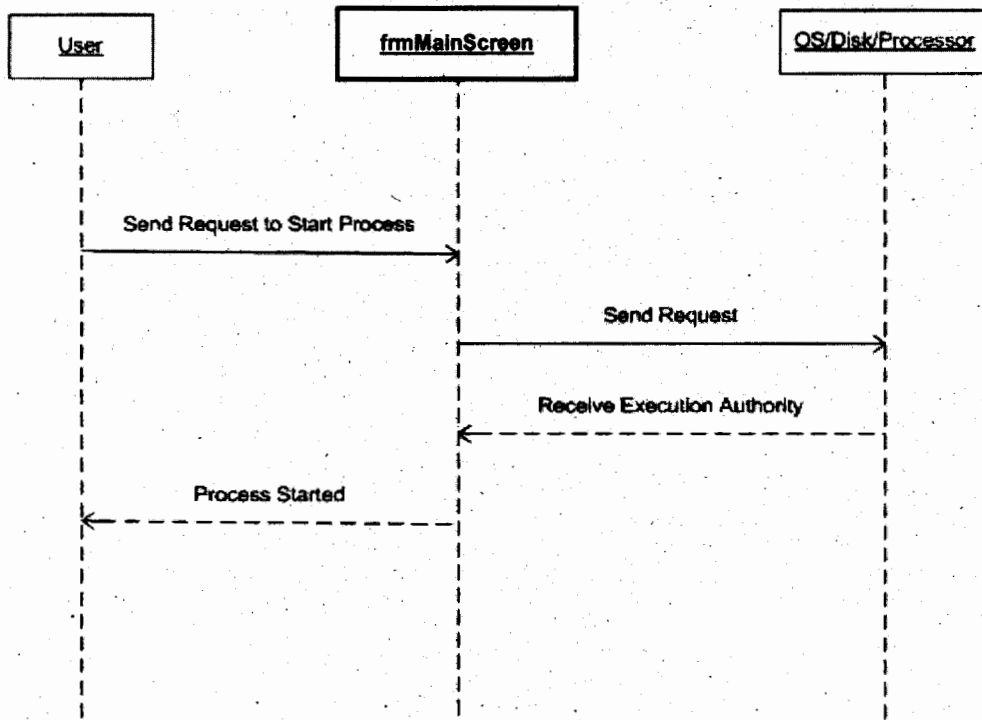 User
frmMainScreen
OS/Disk/Processor
Send Request to Start Process
Send Request
Receive Execution Authority
Process Started